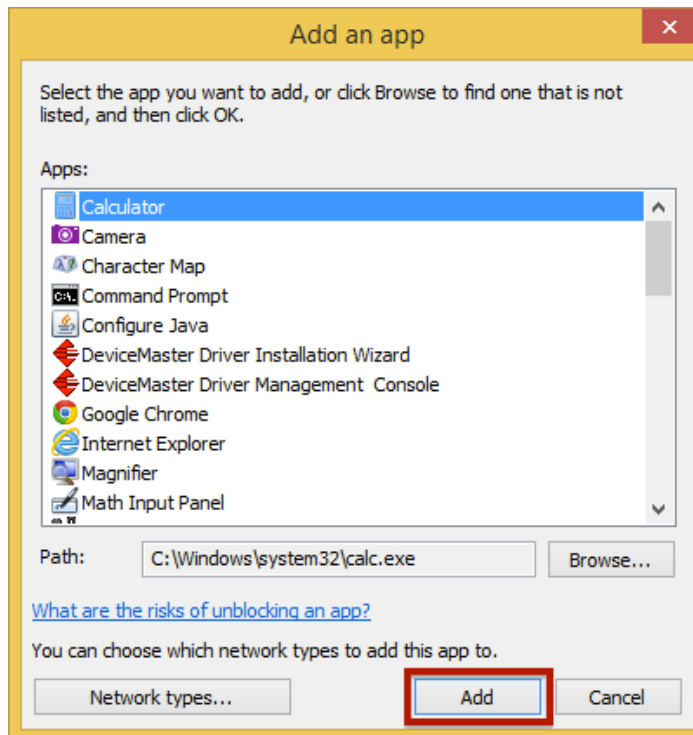 Add an app
Select the app you want to add, or click Browse to find one that is not
listed, and then click OK.
Apps:
Calculator
Camera
Character Map
C:\.
Command Prompt
Configure Java
DeviceMaster Driver Installation Wizard
DeviceMaster Driver Management Console
Google Chrome
Internet Explorer
Magnifier
Math Input Panel
Path:
C:\Windows\system32\calc.exe
Browse...
What are the risks of unblocking an app?
You can choose which network types to add this app to.
Network types...
Add
Cancel